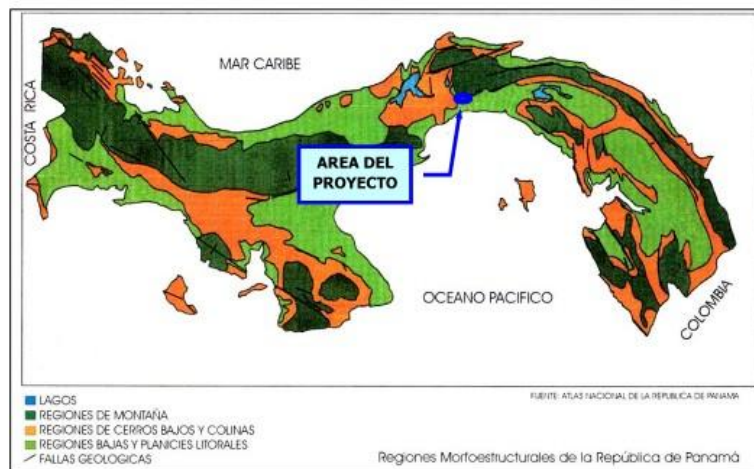 MAR CARIBE
COSTA RICA
AREA DEL
PROYECTO
OCEANO PACIFICO
COLOMBIA
FUENTE: ATLAS NACIONAL DE LA REPUBLICA DE PANAMA
LAGOS
REGIONES DE MONTAÑA
REGIONES DE CERROS BAJOS Y COLINAS
REGIONES BAJAS Y PLANICIES LITORALES
FALLAS GEOLOGICAS
Regiones Morfoestructurales de la República de Panamá